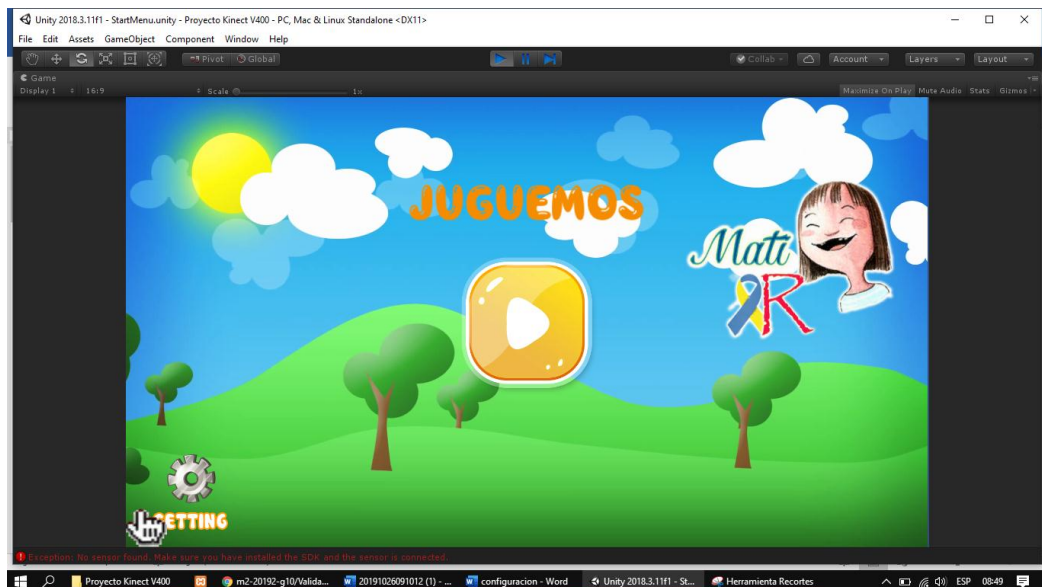 Unity 2018.3.11f1 - StartMenu.unity - Proyecto Kinect V400 - PC, Mac & Linux Standalone <DX11>
File Edit Assets GameObject Component Window Help
Pivot Global Collab Account Layers Layout
Game
Display 1 16:9 Scale 1x Maximize On Play Mute Audio Stats Gizmos
JUGUEMOS
Mati
R
SETTING
Exception: No sensor found. Make sure you have installed the SDK and the sensor is connected.
Proyecto Kinect V400 m2-20192-g10/Valida... 20191026091012 (1) - ... configuracion - Word Unity 2018.3.11f1 - St... Herramienta Recortes ESP 08:49